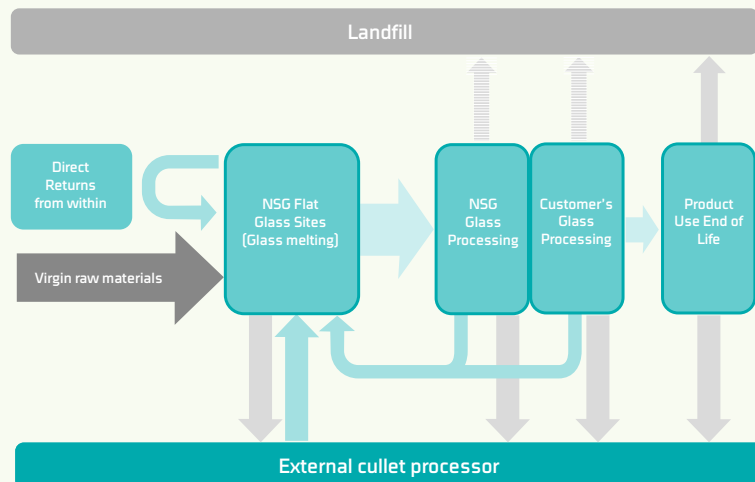 Landfill
Direct
Returns
from within
NSG Flat
Glass Sites
(Glass melting)
NSG
Glass
Processing
Customer's
Glass
Processing
Product
Use End of
Life
Virgin raw materials
External cullet processor